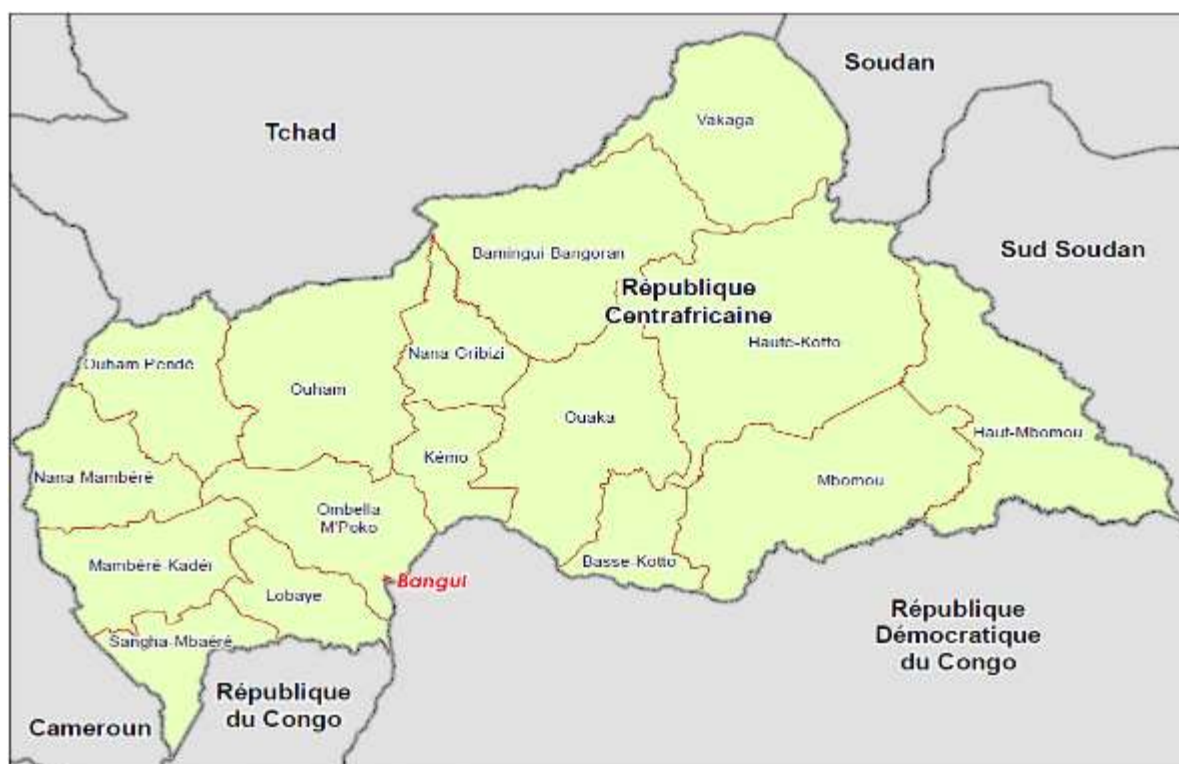 Soudan
Vakaga
Tchad
Bamingui Bangoran
Sud Soudan
République
Centrafricaine
Haute-Kotto
Nana Gribizi
Ouham Pendé
Ouham
Ouaka
Haut-Mbomou
Kémo
Nana Mambéré
Mbomou
Ombella
M'Poko
Basse-Kotto
Mambéré-Kadéï
Bangui
Lobaye
République
Démocratique
du Congo
Sangha-Mbaéré
République
du Congo
Cameroun